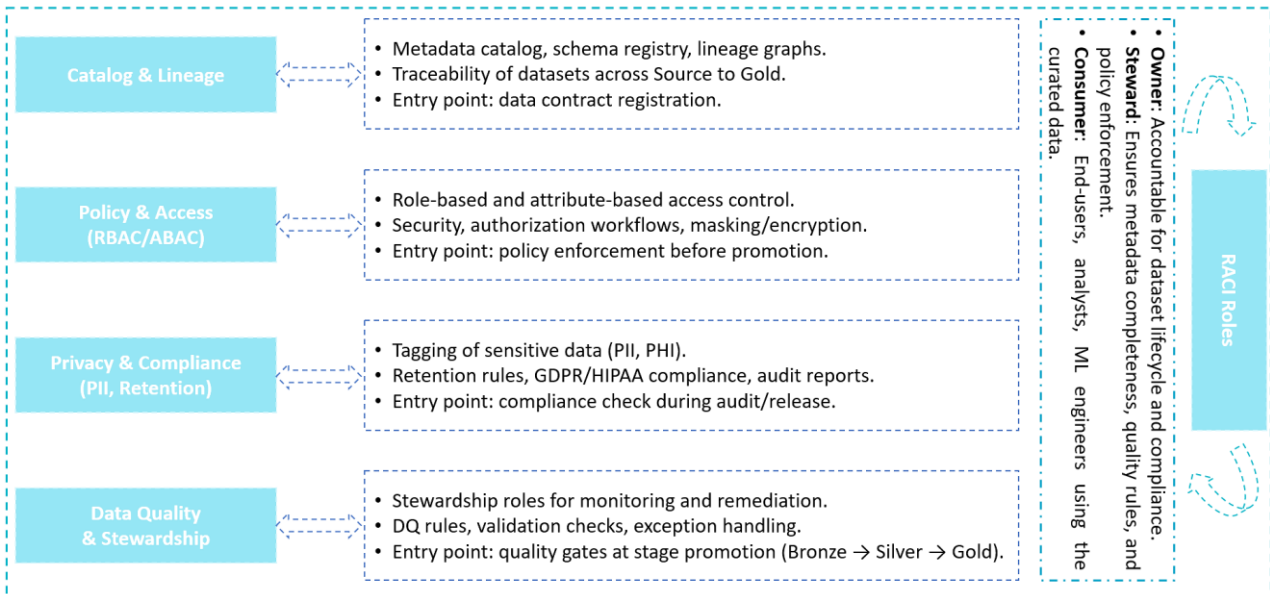 Catalog & Lineage
• Metadata catalog, schema registry, lineage graphs.
• Traceability of datasets across Source to Gold.
• Entry point: data contract registration.
Policy & Access
(RBAC/ABAC)
• Role-based and attribute-based access control.
• Security, authorization workflows, masking/encryption.
• Entry point: policy enforcement before promotion.
Privacy & Compliance
(PII, Retention)
• Tagging of sensitive data (PII, PHI).
• Retention rules, GDPR/HIPAA compliance, audit reports.
• Entry point: compliance check during audit/release.
Data Quality
& Stewardship
• Stewardship roles for monitoring and remediation.
• DQ rules, validation checks, exception handling.
• Entry point: quality gates at stage promotion (Bronze → Silver → Gold).
• Owner: Accountable for dataset lifecycle and compliance.
• Steward: Ensures metadata completeness, quality rules, and
policy enforcement.
• Consumer: End-users, analysts, ML engineers using the
curated data.
RACI Roles